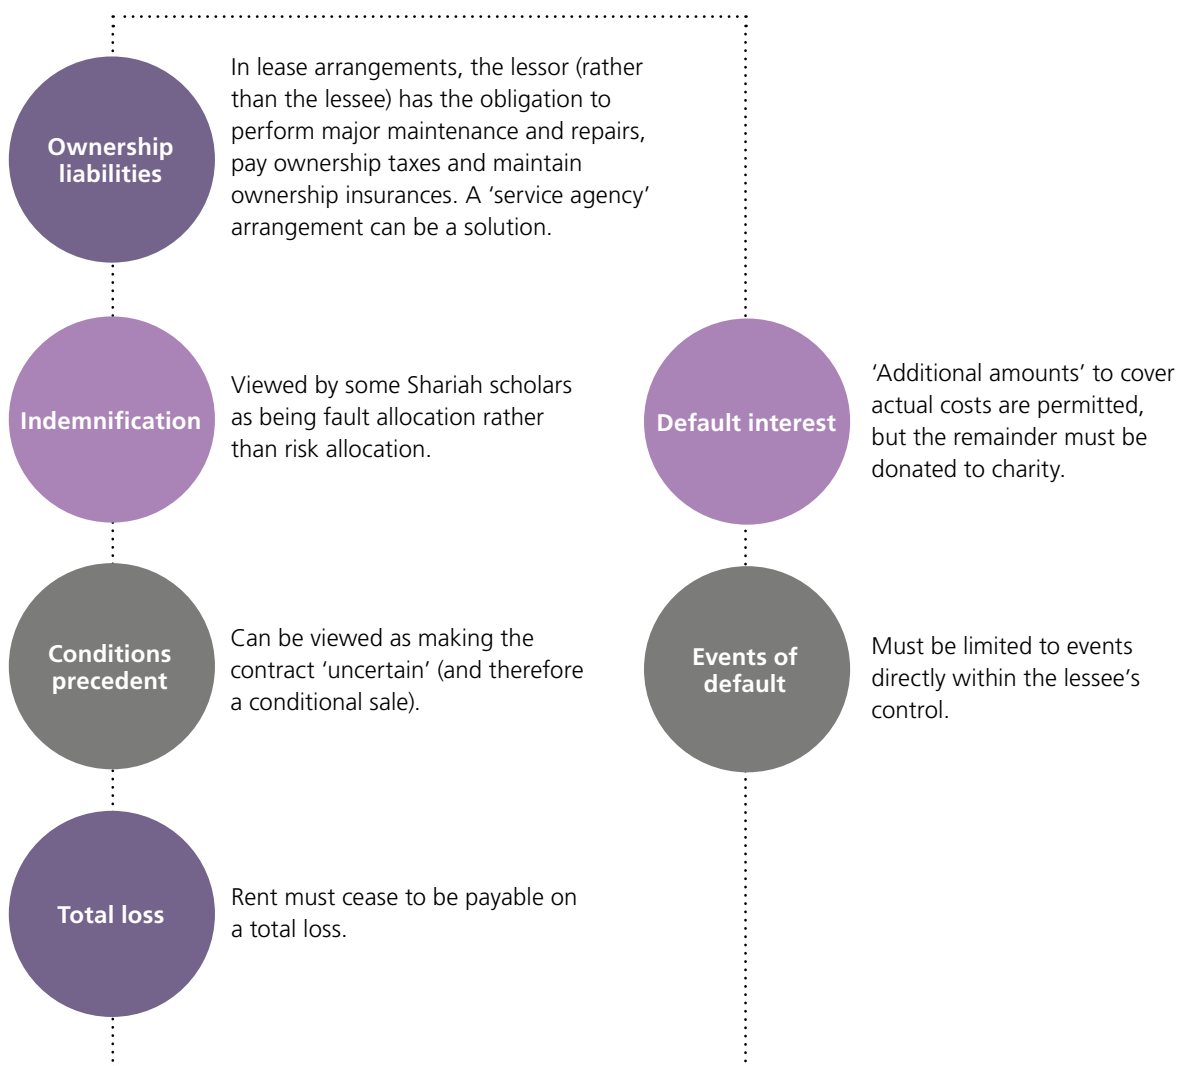 Ownership
liabilities
In lease arrangements, the lessor (rather
than the lessee) has the obligation to
perform major maintenance and repairs,
pay ownership taxes and maintain
ownership insurances. A ‘service agency’
arrangement can be a solution.
Indemnification
Viewed by some Shariah scholars
as being fault allocation rather
than risk allocation.
Conditions
precedent
Can be viewed as making the
contract ‘uncertain’ (and therefore
a conditional sale).
Total loss
Rent must cease to be payable on
a total loss.
Default interest
‘Additional amounts’ to cover
actual costs are permitted,
but the remainder must be
donated to charity.
Events of
default
Must be limited to events
directly within the lessee’s
control.